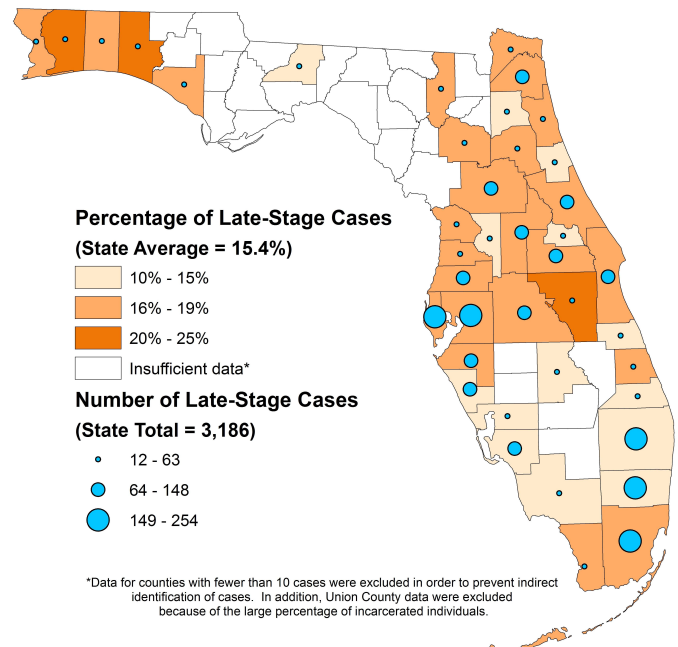 Percentage of Late-Stage Cases
(State Average = 15.4%)
10% - 15%
16% - 19%
20% - 25%
Insufficient data*
Number of Late-Stage Cases
(State Total = 3,186)
12 - 63
64 - 148
149 - 254
*Data for counties with fewer than 10 cases were excluded in order to prevent indirect
identification of cases.  In addition, Union County data were excluded
because of the large percentage of incarcerated individuals.